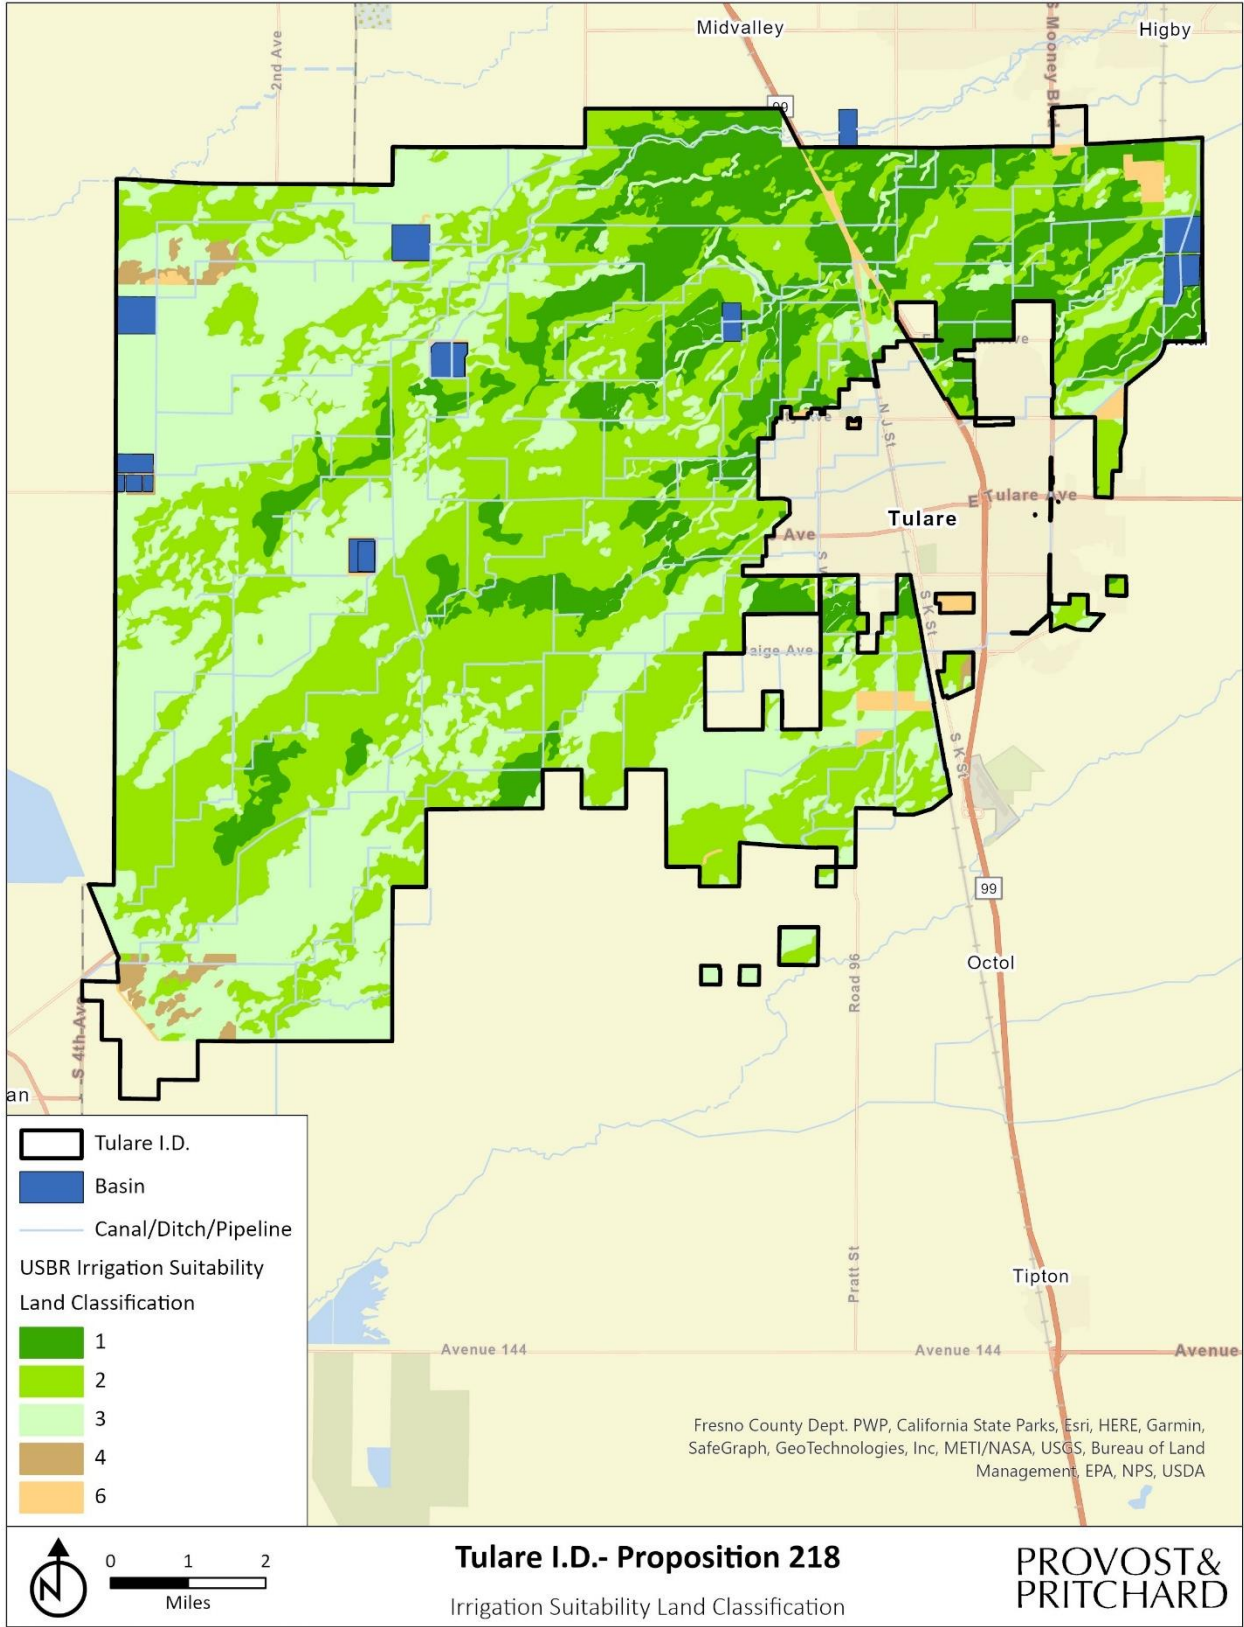 Midvalley
Higby
2nd Ave
S Mooney Blvd
99
Ave
N J St
E Tulare Ave
Tulare
Ave
S K St
Paige Ave
S K St
99
Octol
Road 96
S 4th Ave
an
Tulare I.D.
Basin
Canal/Ditch/Pipeline
USBR Irrigation Suitability
Land Classification
1
2
3
4
6
Tipton
Pratt St
Avenue 144
Avenue 144
Avenue
Fresno County Dept. PWP, California State Parks, Esri, HERE, Garmin,
SafeGraph, GeoTechnologies, Inc, METI/NASA, USGS, Bureau of Land
Management, EPA, NPS, USDA
N
0 1 2
Miles
Tulare I.D.- Proposition 218
Irrigation Suitability Land Classification
PROVOST&
PRITCHARD